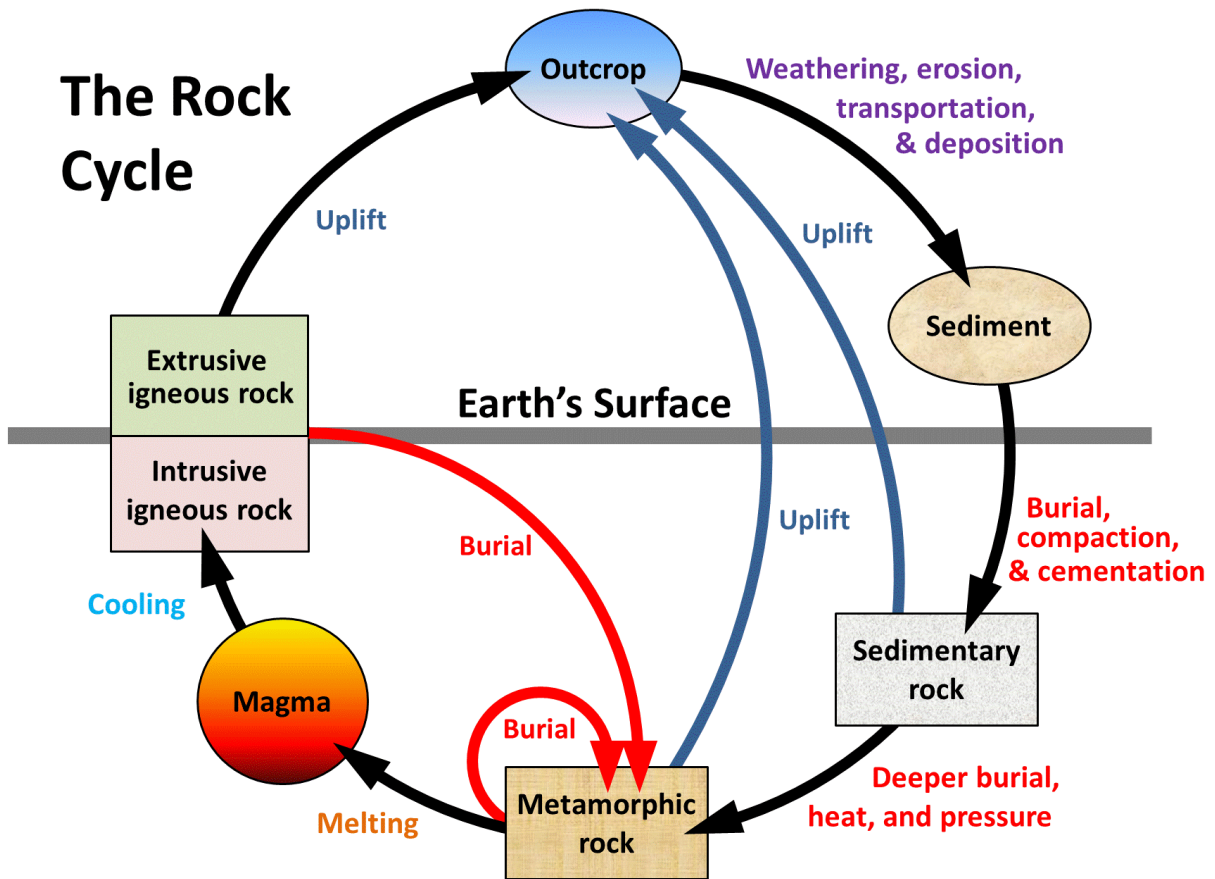 The Rock
Cycle
Outcrop
Weathering, erosion,
transportation,
& deposition
Uplift
Uplift
Sediment
Extrusive
igneous rock
Earth's Surface
Intrusive
igneous rock
Burial
Uplift
Burial,
compaction,
& cementation
Cooling
Magma
Sedimentary
rock
Burial
Melting
Metamorphic
rock
Deeper burial,
heat, and pressure